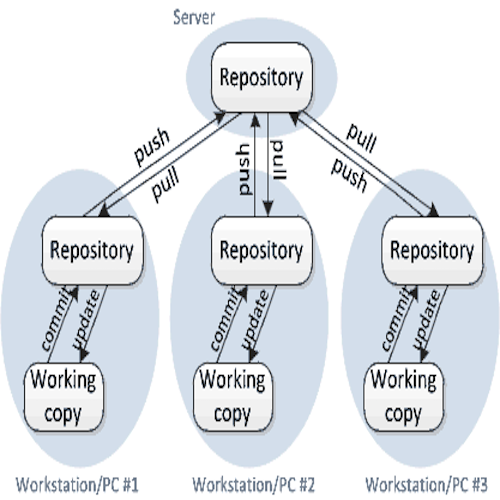 Server
Repository
push
pull
push
pull
pull
push
Repository
Repository
Repository
commit
update
commit
update
commit
update
Working
copy
Working
copy
Working
copy
Workstation/PC #1
Workstation/PC #2
Workstation/PC #3